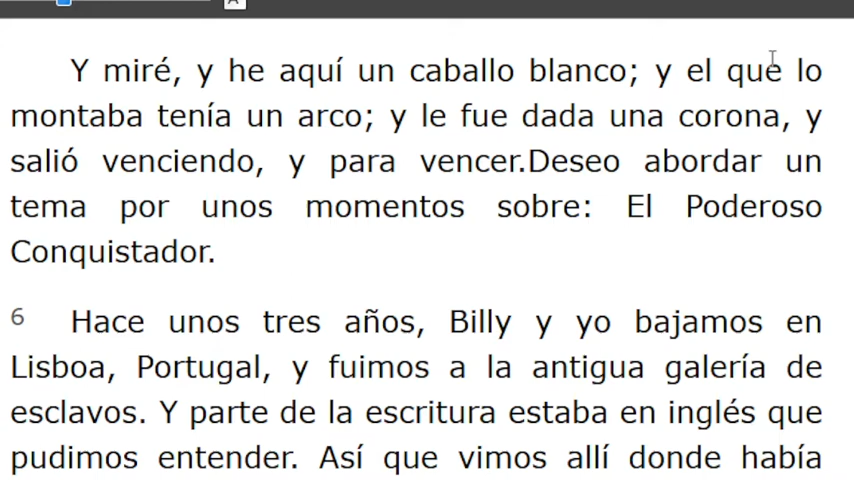 A
Y miré, y he aquí un caballo blanco; y el que lo
montaba tenía un arco; y le fue dada una corona, y
salió venciendo, y para vencer.Deseo abordar un
tema por unos momentos sobre: El Poderoso
Conquistador.
6 Hace unos tres años, Billy y yo bajamos en
Lisboa, Portugal, y fuimos a la antigua galería de
esclavos. Y parte de la escritura estaba en inglés que
pudimos entender. Así que vimos allí donde había